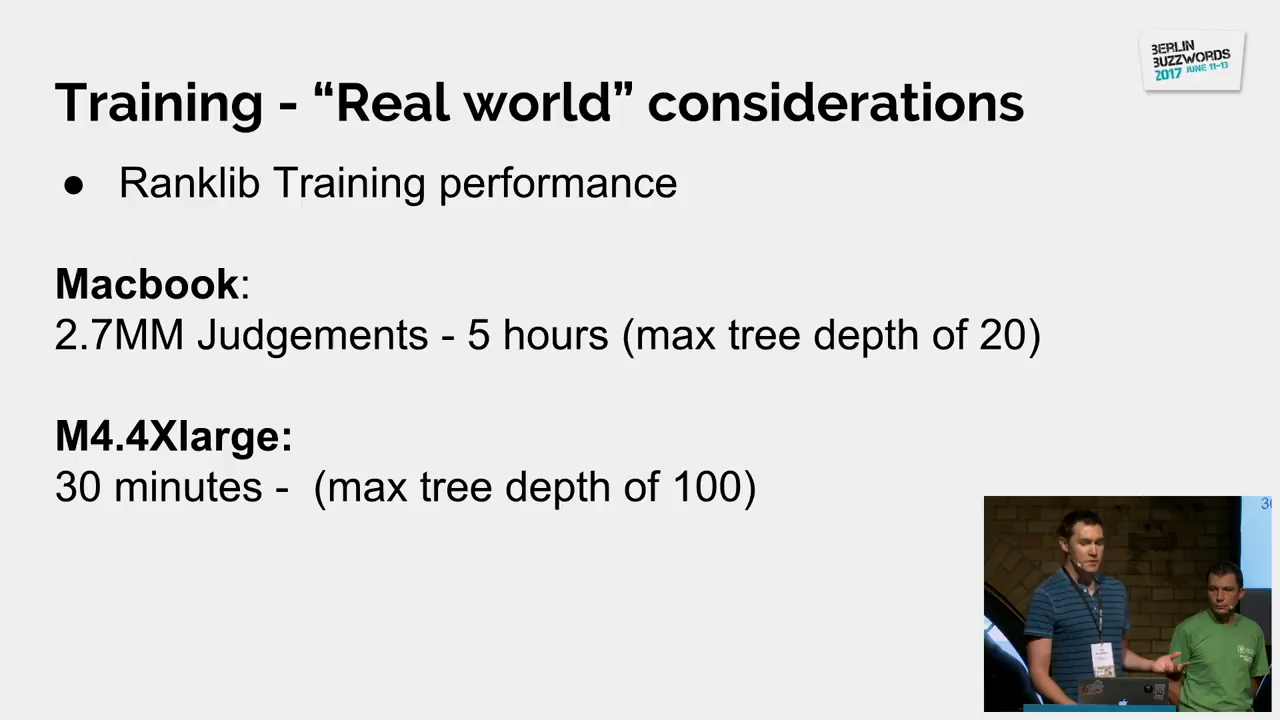 BERLIN
BUZZWORDS
2017 JUNE 11-13
Training - “Real world” considerations
● Ranklib Training performance
Macbook:
2.7MM Judgements - 5 hours (max tree depth of 20)
M4.4Xlarge:
30 minutes - (max tree depth of 100)